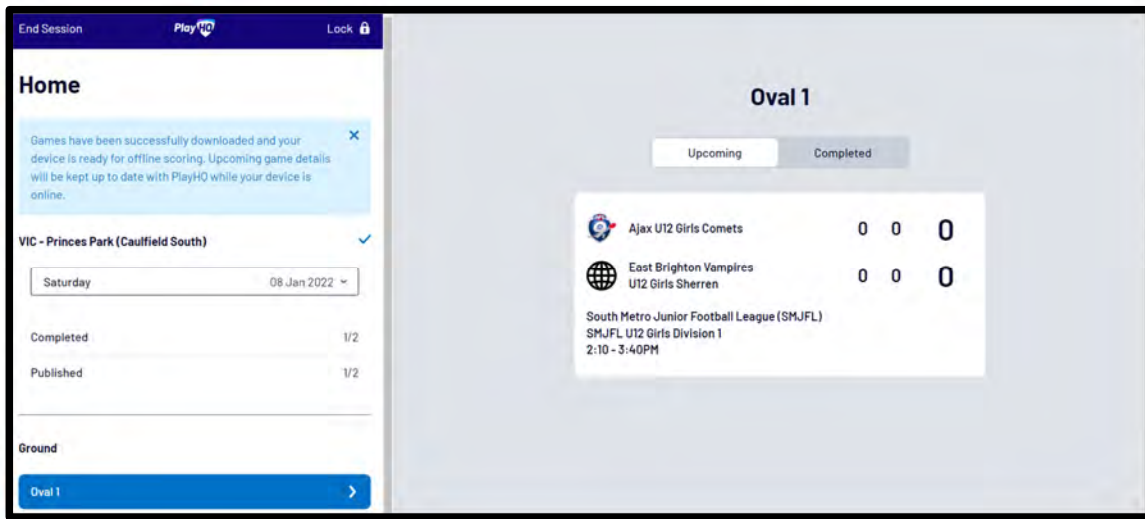 End Session
PlayHQ
Lock
Home
Games have been successfully downloaded and your
device is ready for offline scoring. Upcoming game details
will be kept up to date with PlayHQ while your device is
online.
VIC - Princes Park (Caulfield South)
Saturday 08 Jan 2022
Completed 1/2
Published 1/2
Ground
Oval 1
Oval 1
Upcoming Completed
Ajax U12 Girls Comets 0 0 0
East Brighton Vampires
U12 Girls Sherren 0 0 0
South Metro Junior Football League (SMJFL)
SMJFL U12 Girls Division 1
2:10 - 3:40PM